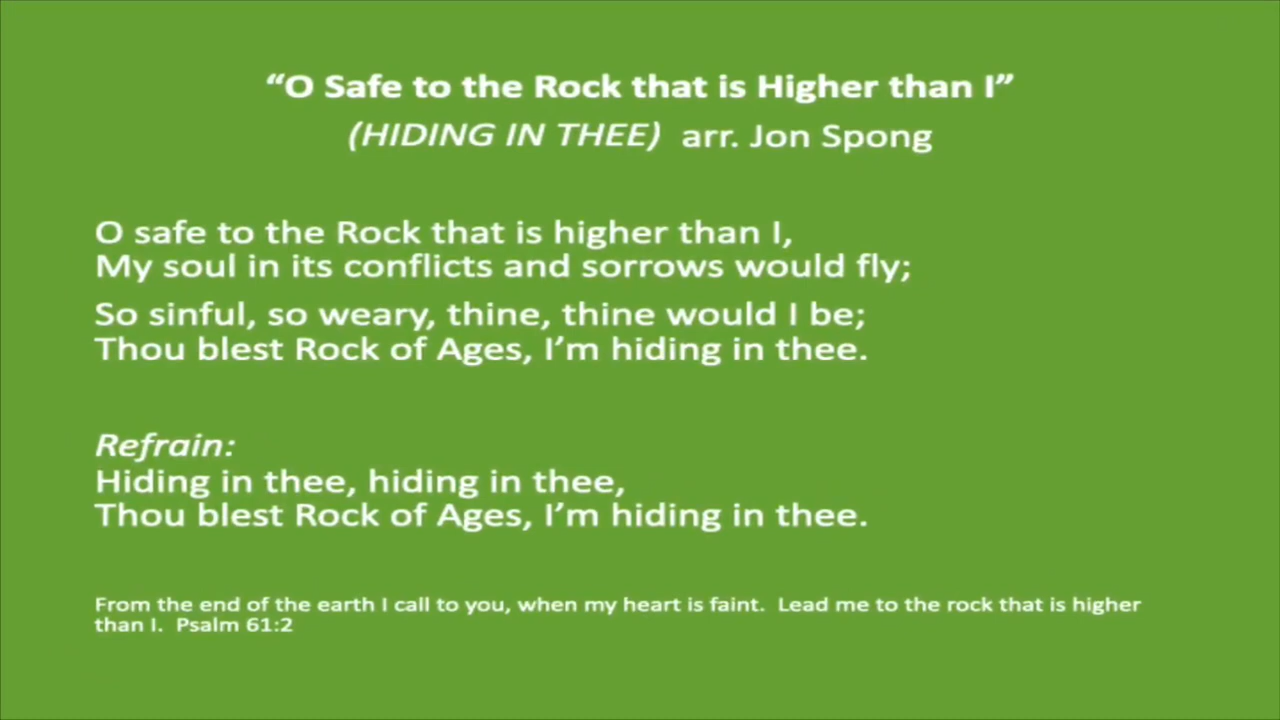 “O Safe to the Rock that is Higher than I”
(HIDING IN THEE) arr. Jon Spong
O safe to the Rock that is higher than I,
My soul in its conflicts and sorrows would fly;
So sinful, so weary, thine, thine would I be;
Thou blest Rock of Ages, I’m hiding in thee.
Refrain:
Hiding in thee, hiding in thee,
Thou blest Rock of Ages, I’m hiding in thee.
From the end of the earth I call to you, when my heart is faint.  Lead me to the rock that is higher
than I.  Psalm 61:2